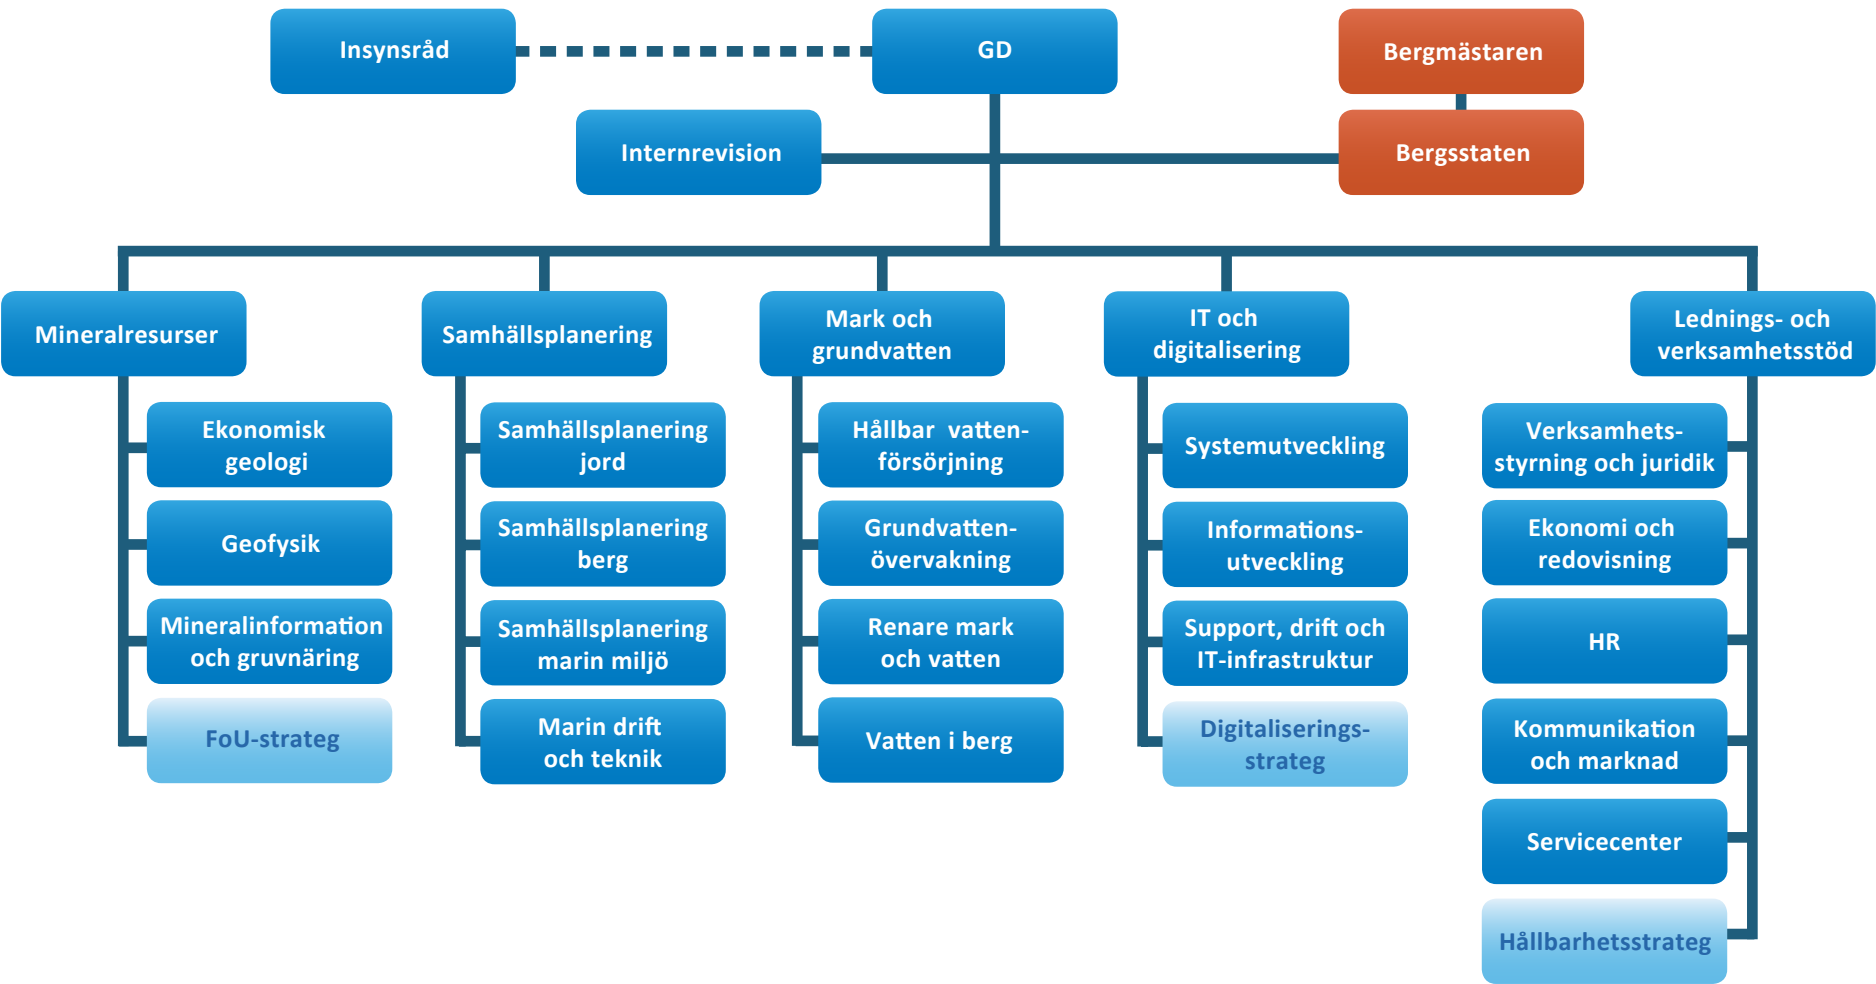 Insynsråd
GD
Bergmästaren
Internrevision
Bergsstaten
Mineralresurser
Samhällsplanering
Mark och
grundvatten
IT och
digitalisering
Lednings- och
verksamhetsstöd
Ekonomisk
geologi
Geofysik
Mineralinformation
och gruvnäring
FoU-strateg
Samhällsplanering
jord
Samhällsplanering
berg
Samhällsplanering
marin miljö
Marin drift
och teknik
Hållbar vatten-
försörjning
Grundvatten-
övervakning
Renare mark
och vatten
Vatten i berg
Systemutveckling
Informations-
utveckling
Support, drift och
IT-infrastruktur
Digitaliserings-
strateg
Verksamhets-
styrning och juridik
Ekonomi och
redovisning
HR
Kommunikation
och marknad
Servicecenter
Hållbarhetsstrateg